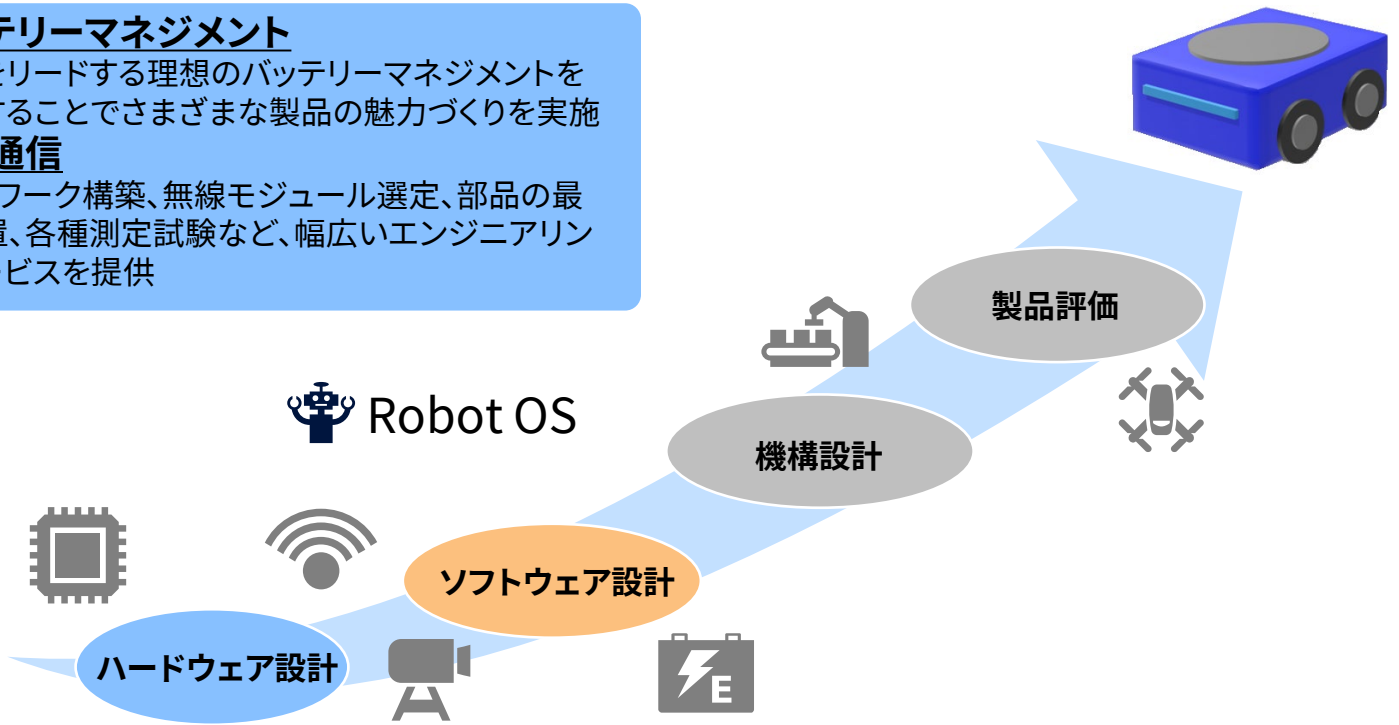 テリーマネジメント
をリードする理想のバッテリーマネジメントを
することでさまざまな製品の魅力づくりを実施
通信
ワーク構築、無線モジュール選定、部品の最
置、各種測定試験など、幅広いエンジニアリン
ービスを提供
製品評価
Robot OS
機構設計
ソフトウェア設計
ハードウェア設計
E